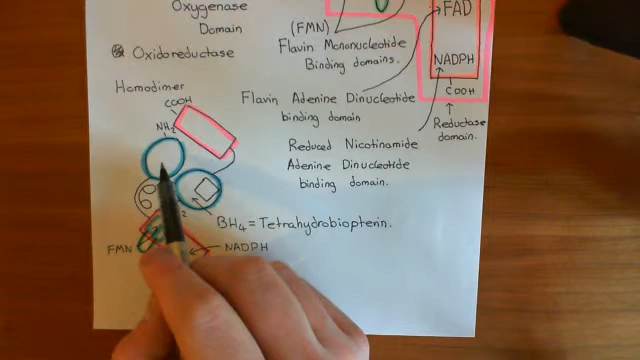 Oxygenase
Domain
(FMN)
Flavin Mononucleotide
Binding domains.
FAD
NADPH
COOH
Reductase
domain.
Oxidoreductase
Homodimer
COOH
NH2
Flavin Adenine Dinucleotide
binding domain
Reduced Nicotinamide
Adenine Dinucleotide
binding domain.
2
BH4 = Tetrahydrobiopterin.
FMN
NADPH